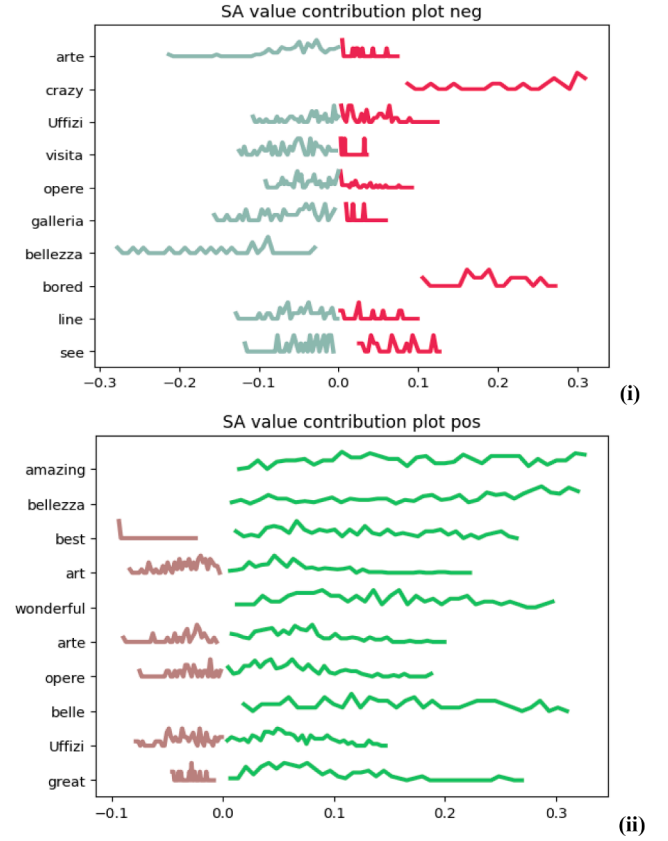 SA value contribution plot neg
arte
crazy
Uffizi
visita
opere
galleria
bellezza
bored
line
see
−0.3 −0.2 −0.1 0.0 0.1 0.2 0.3
(i)
SA value contribution plot pos
amazing
bellezza
best
art
wonderful
arte
opere
belle
Uffizi
great
−0.1 0.0 0.1 0.2 0.3
(ii)